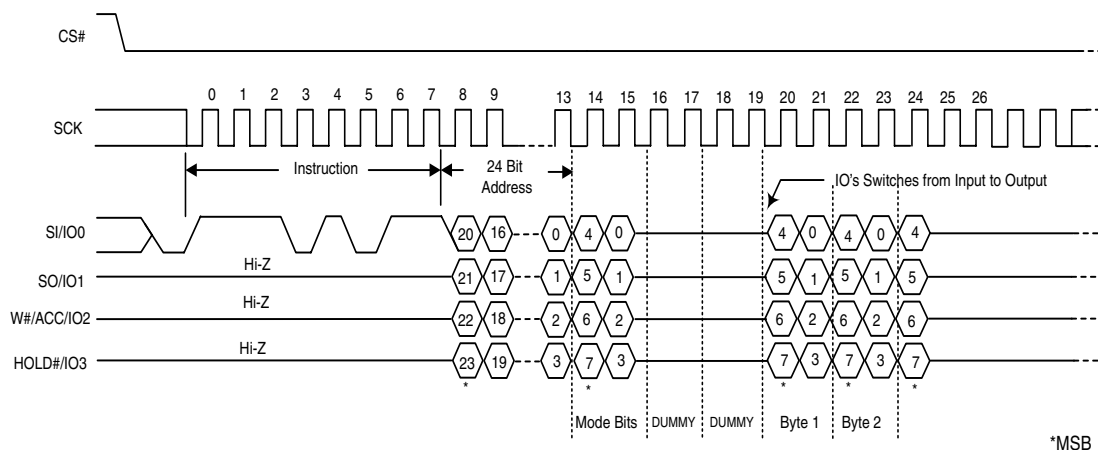 CS#
0 1 2 3 4 5 6 7 8 9 13 14 15 16 17 18 19 20 21 22 23 24 25 26
SCK
Instruction
24 Bit
Address
IO's Switches from Input to Output
SI/IO0 20 16 0 4 0 4 0 4 0 4
SO/IO1 Hi-Z 21 17 1 5 1 5 1 5 1 5
W#/ACC/IO2 Hi-Z 22 18 2 6 2 6 2 6 2 6
HOLD#/IO3 Hi-Z 23 19 3 7 3 7 3 7 3 7
* * * * *
Mode Bits DUMMY DUMMY Byte 1 Byte 2
*MSB